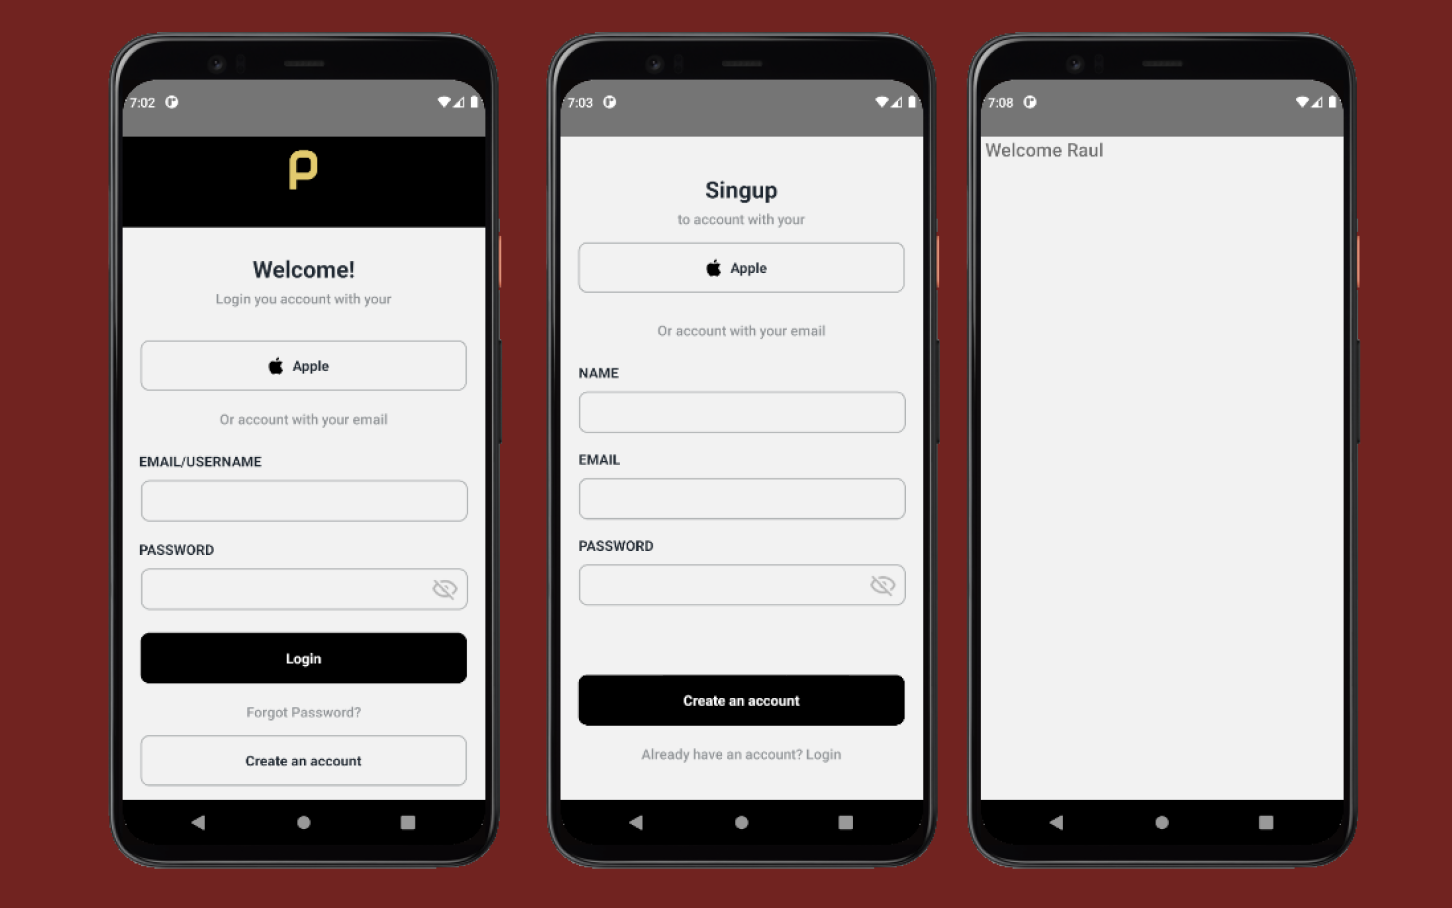 7:02
P
Welcome!
Login you account with your
Apple
Or account with your email
EMAIL/USERNAME
PASSWORD
Login
Forgot Password?
Create an account
7:03
Singup
to account with your
Apple
Or account with your email
NAME
EMAIL
PASSWORD
Create an account
Already have an account? Login
7:08
Welcome Raul